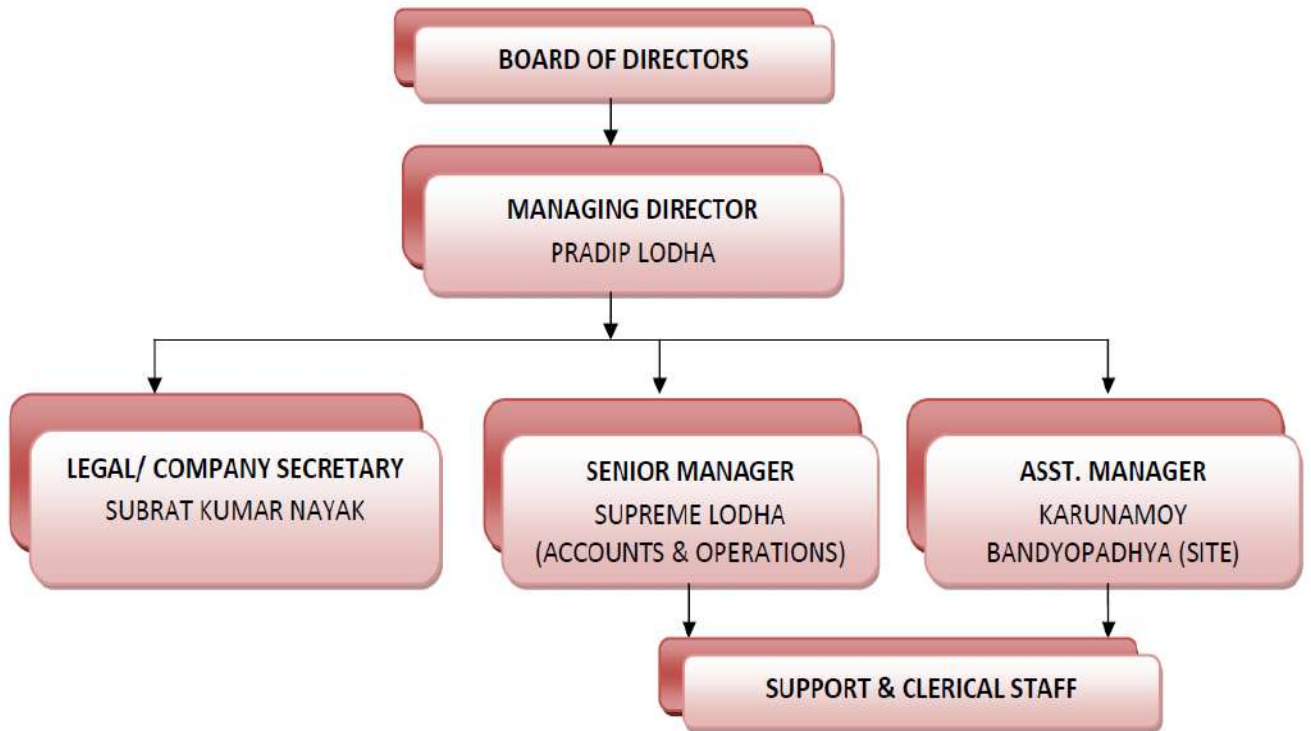 BOARD OF DIRECTORS
MANAGING DIRECTOR
PRADIP LODHA
LEGAL/ COMPANY SECRETARY
SUBRAT KUMAR NAYAK
SENIOR MANAGER
SUPREME LODHA
(ACCOUNTS & OPERATIONS)
ASST. MANAGER
KARUNAMOY
BANDYOPADHYA (SITE)
SUPPORT & CLERICAL STAFF